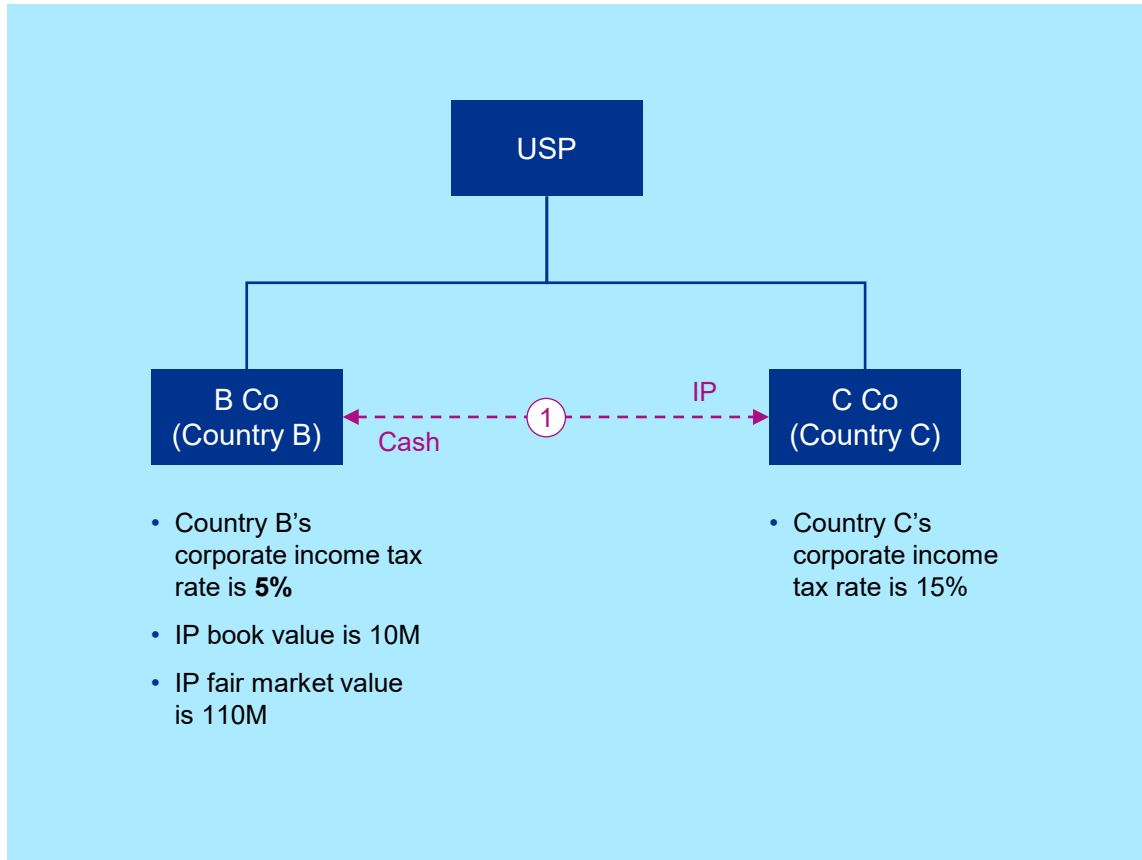 USP
B Co
(Country B)
IP
1
Cash
C Co
(Country C)
• Country B’s
corporate income tax
rate is 5%
• IP book value is 10M
• IP fair market value
is 110M
• Country C’s
corporate income
tax rate is 15%